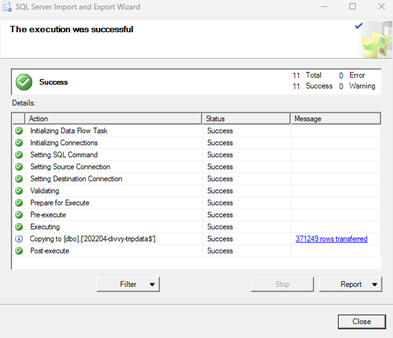 SQL Server Import and Export Wizard
The execution was successful
Success
11 Total 0 Error
11 Success 0 Warning
Details:
Action Status Message
Initializing Data Flow Task Success
Initializing Connections Success
Setting SQL Command Success
Setting Source Connection Success
Setting Destination Connection Success
Validating Success
Prepare for Execute Success
Pre-execute Success
Executing Success
Copying to [dbo].['202204-divvy-tripdata$'] Success 371249 rows transferred
Post-execute Success
Filter Stop Report
Close